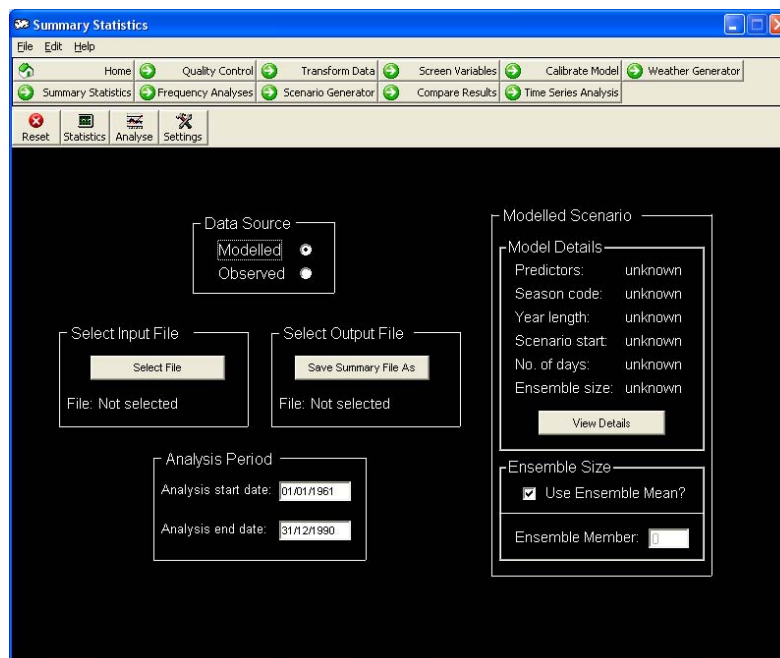 Summary Statistics
File Edit Help
Home Quality Control Transform Data Screen Variables Calibrate Model Weather Generator
Summary Statistics Frequency Analyses Scenario Generator Compare Results Time Series Analysis
Reset Statistics Analyse Settings
Data Source
Modelled
Observed
Select Input File
Select File
File: Not selected
Select Output File
Save Summary File As
File: Not selected
Analysis Period
Analysis start date: 01/01/1961
Analysis end date: 31/12/1990
Modelled Scenario
Model Details
Predictors: unknown
Season code: unknown
Year length: unknown
Scenario start: unknown
No. of days: unknown
Ensemble size: unknown
View Details
Ensemble Size
Use Ensemble Mean?
Ensemble Member: 0